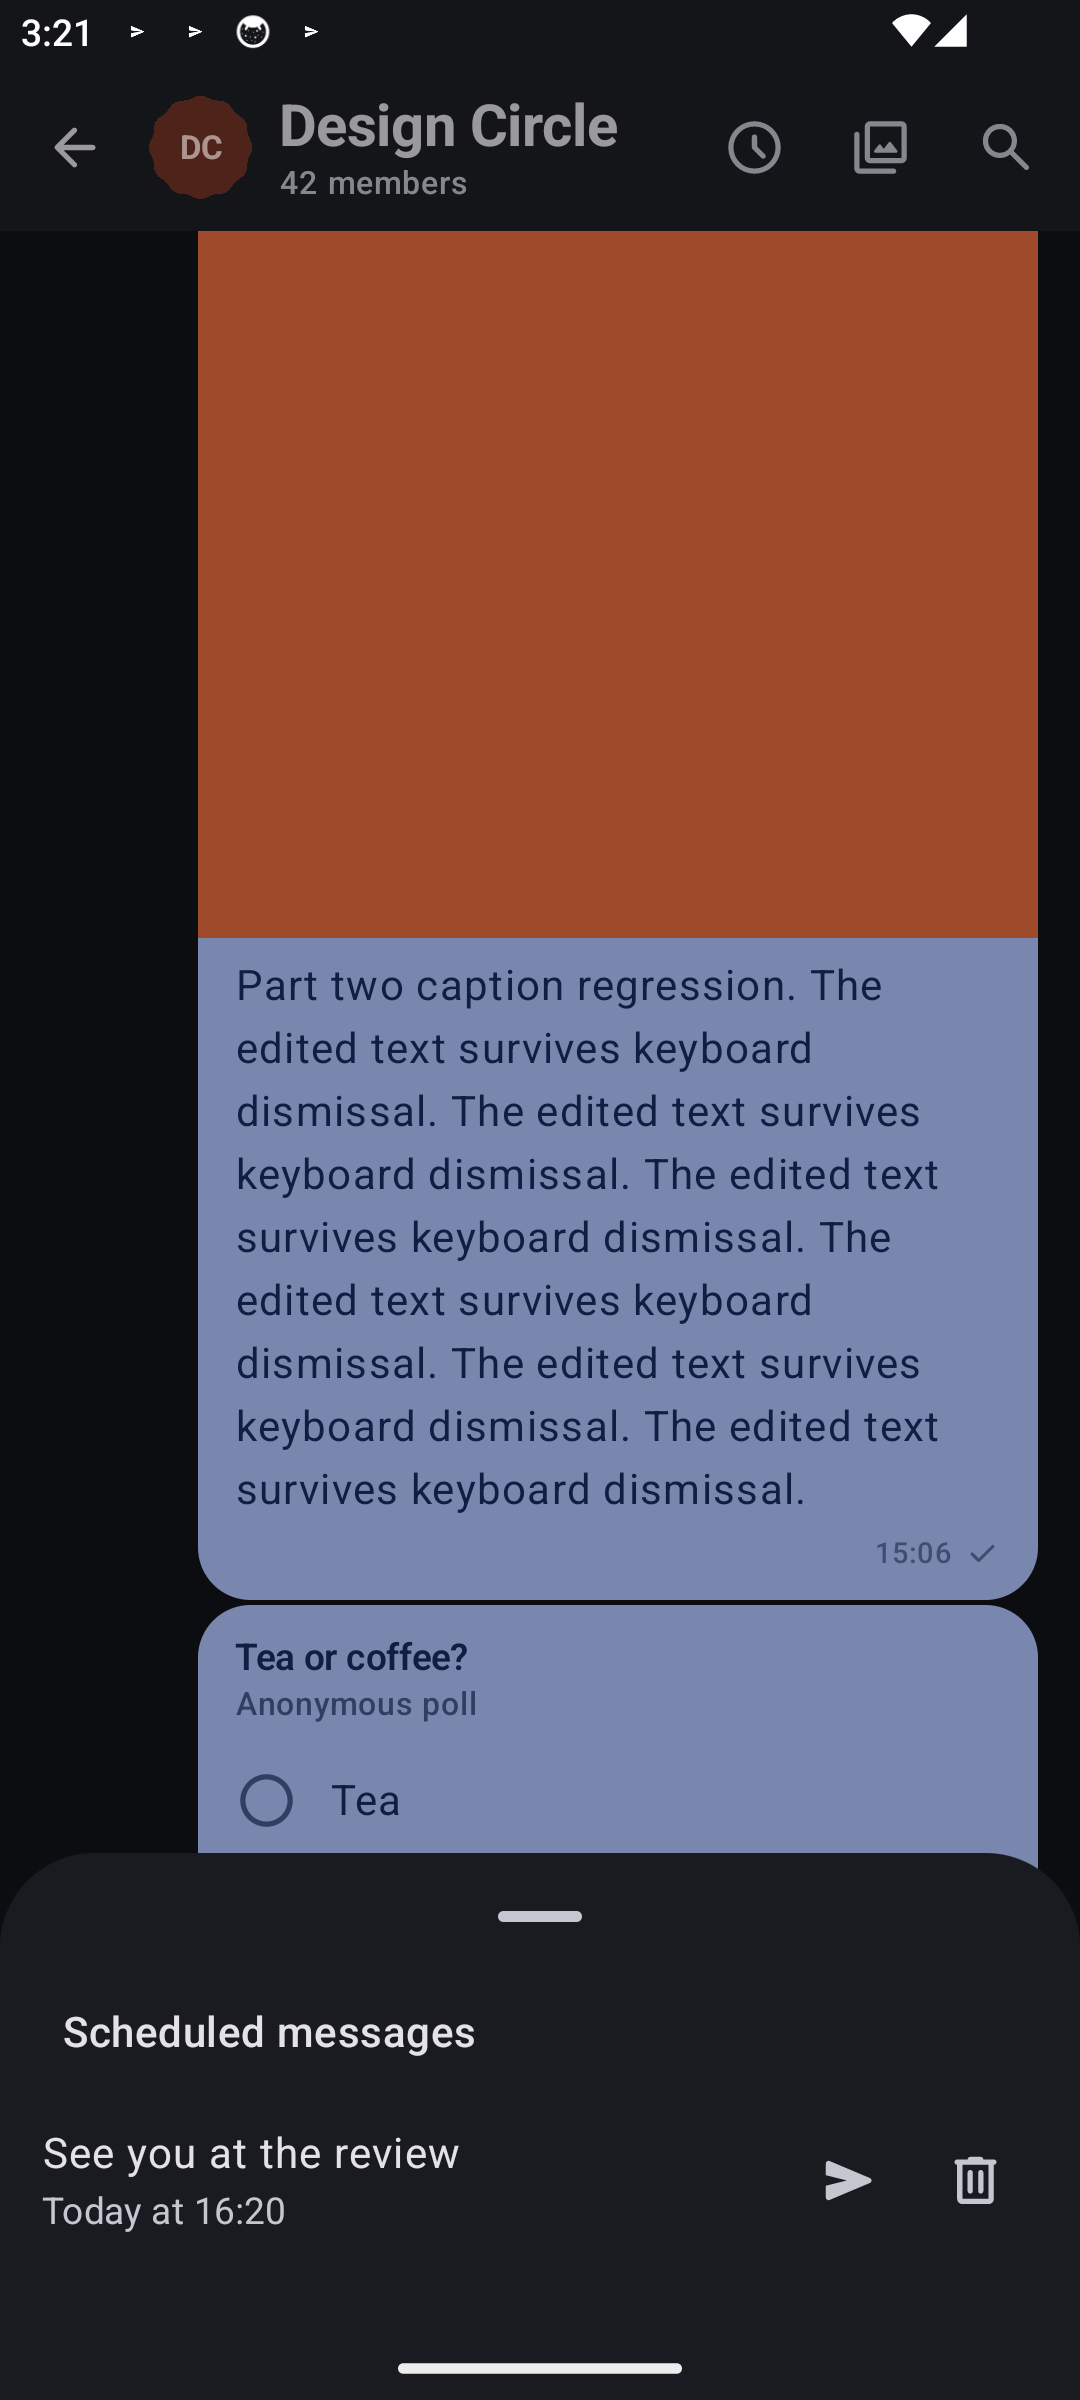 3:21
DC
Design Circle
42 members
Part two caption regression. The
edited text survives keyboard
dismissal. The edited text survives
keyboard dismissal. The edited text
survives keyboard dismissal. The
edited text survives keyboard
dismissal. The edited text survives
keyboard dismissal. The edited text
survives keyboard dismissal.
15:06
Tea or coffee?
Anonymous poll
Tea
Scheduled messages
See you at the review
Today at 16:20